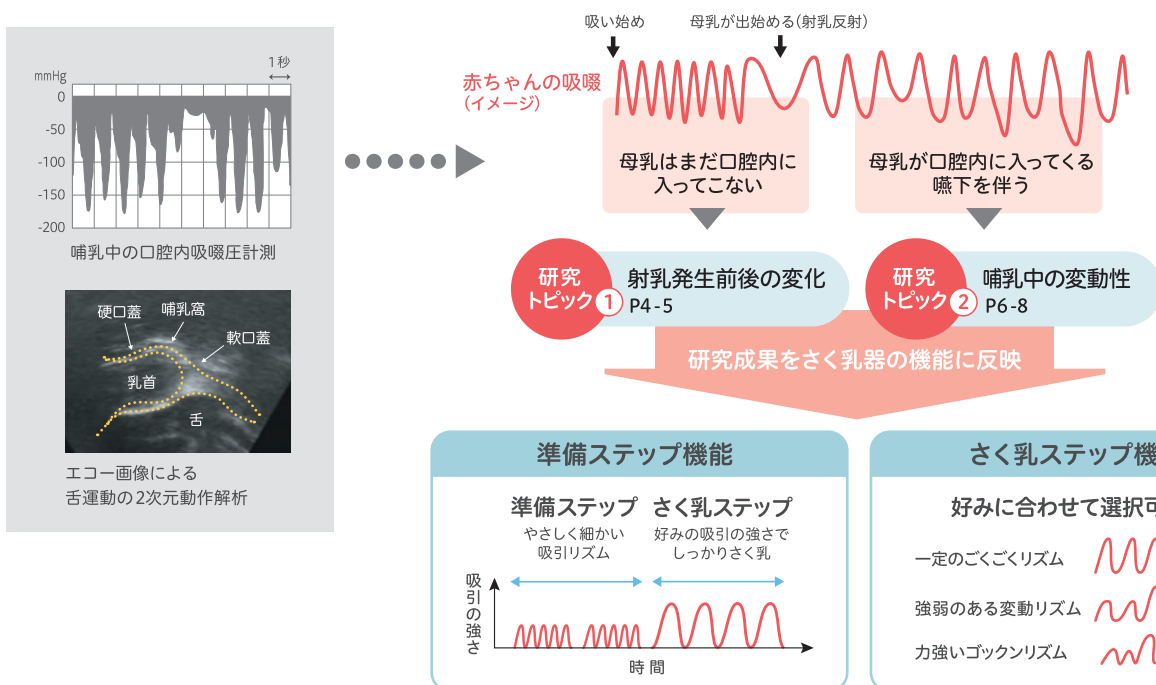 1秒
mmHg
0
-50
-100
-150
-200
哺乳中の口腔内吸啜圧計測
硬口蓋
哺乳窩
軟口蓋
乳首
舌
エコー画像による
舌運動の2次元動作解析
吸い始め
母乳が出始める(射乳反射)
赤ちゃんの吸啜
(イメージ)
母乳はまだ口腔内に
入ってこない
母乳が口腔内に入ってくる
嚥下を伴う
研究
トピック 1
射乳発生前後の変化
P4-5
研究
トピック 2
哺乳中の変動性
P6-8
研究成果をさく乳器の機能に反映
準備ステップ機能
準備ステップ
やさしく細かい
吸引リズム
さく乳ステップ
好みの吸引の強さで
しっかりさく乳
吸引の強さ
時間
さく乳ステップ機
好みに合わせて選択可
一定のごくごくリズム
強弱のある変動リズム
力強いゴックンリズム